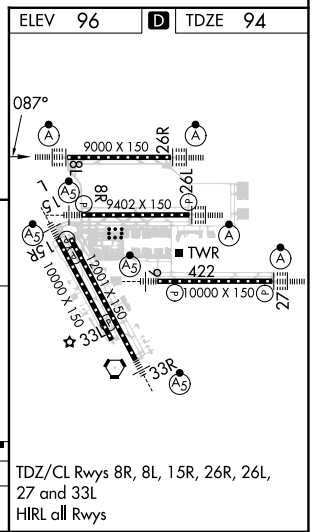 ELEV 96 D TDZE 94
087°
A
A
9000 X 150
26R
8L
A5
8R
26L
9402 X 150
P
P
15L
A
A5
15R
A5
TWR
A
9
422
10000 X 150
P
P
27
12001 X 150
10000 X 150
33L
33R
A5
TDZ/CL Rwys 8R, 8L, 15R, 26R, 26L,
27 and 33L
HIRL all Rwys